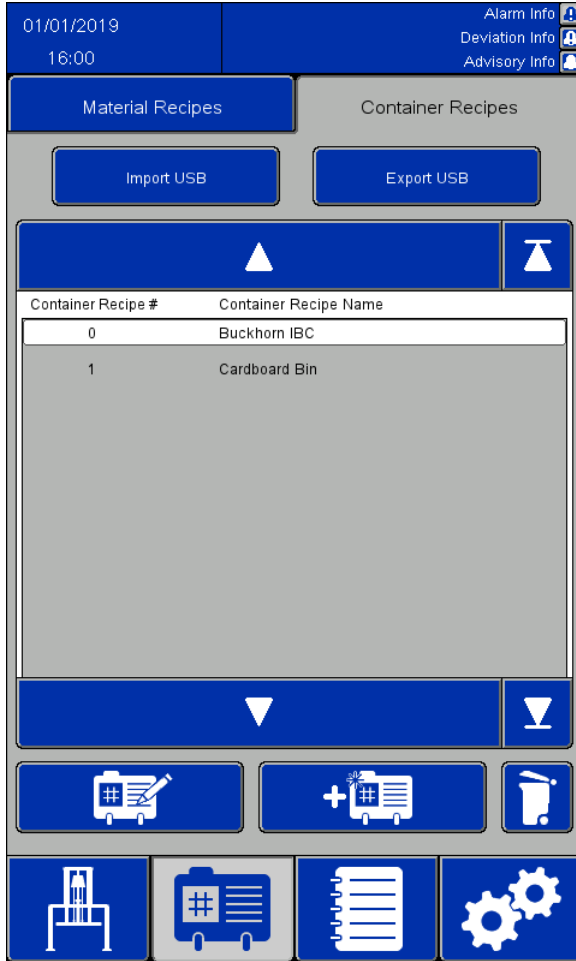 01/01/2019
16:00
Alarm Info
Deviation Info
Advisory Info
Material Recipes
Container Recipes
Import USB
Export USB
Container Recipe # Container Recipe Name
0 Buckhorn IBC
1 Cardboard Bin
#
+ #
#